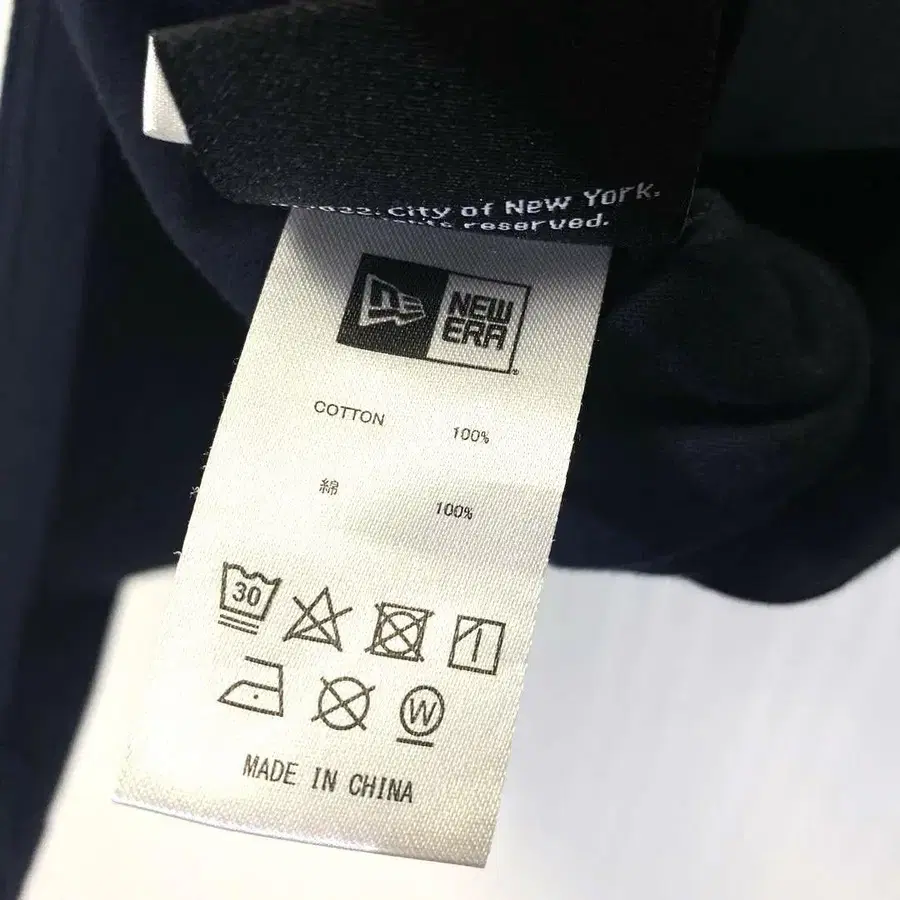 City of New York.
reserved.
NEW ERA
COTTON 100%
綿 100%
30
W
MADE IN CHINA